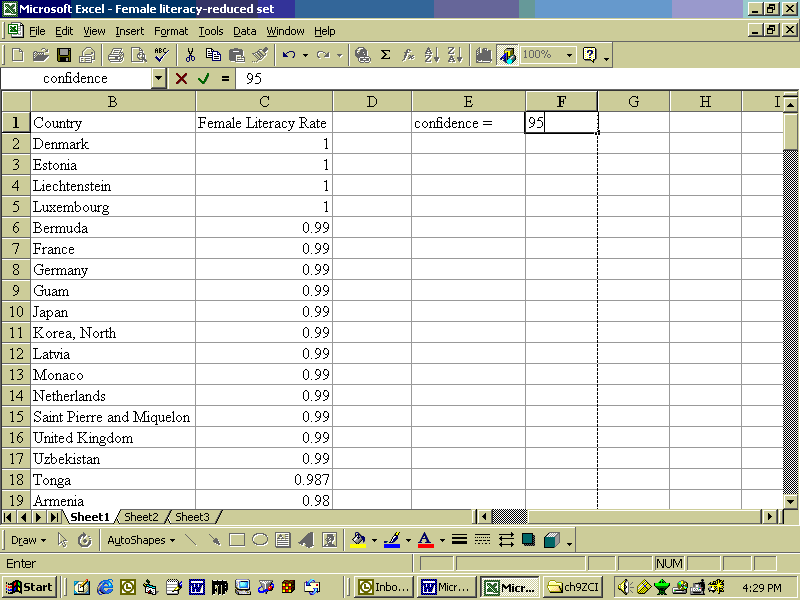 Microsoft Excel - Female literacy-reduced set
File Edit View Insert Format Tools Data Window Help
ABC Σ fx A Z Z A 100% ?
confidence = 95
B C D E F G H I
1 Country Female Literacy Rate confidence = 95
2 Denmark 1
3 Estonia 1
4 Liechtenstein 1
5 Luxembourg 1
6 Bermuda 0.99
7 France 0.99
8 Germany 0.99
9 Guam 0.99
10 Japan 0.99
11 Korea, North 0.99
12 Latvia 0.99
13 Monaco 0.99
14 Netherlands 0.99
15 Saint Pierre and Miquelon 0.99
16 United Kingdom 0.99
17 Uzbekistan 0.99
18 Tonga 0.987
19 Armenia 0.98
Sheet1 Sheet2 Sheet3
Draw AutoShapes A
Enter NUM
Start Inbo... Micr... Micr... ch9ZCI 4:29 PM